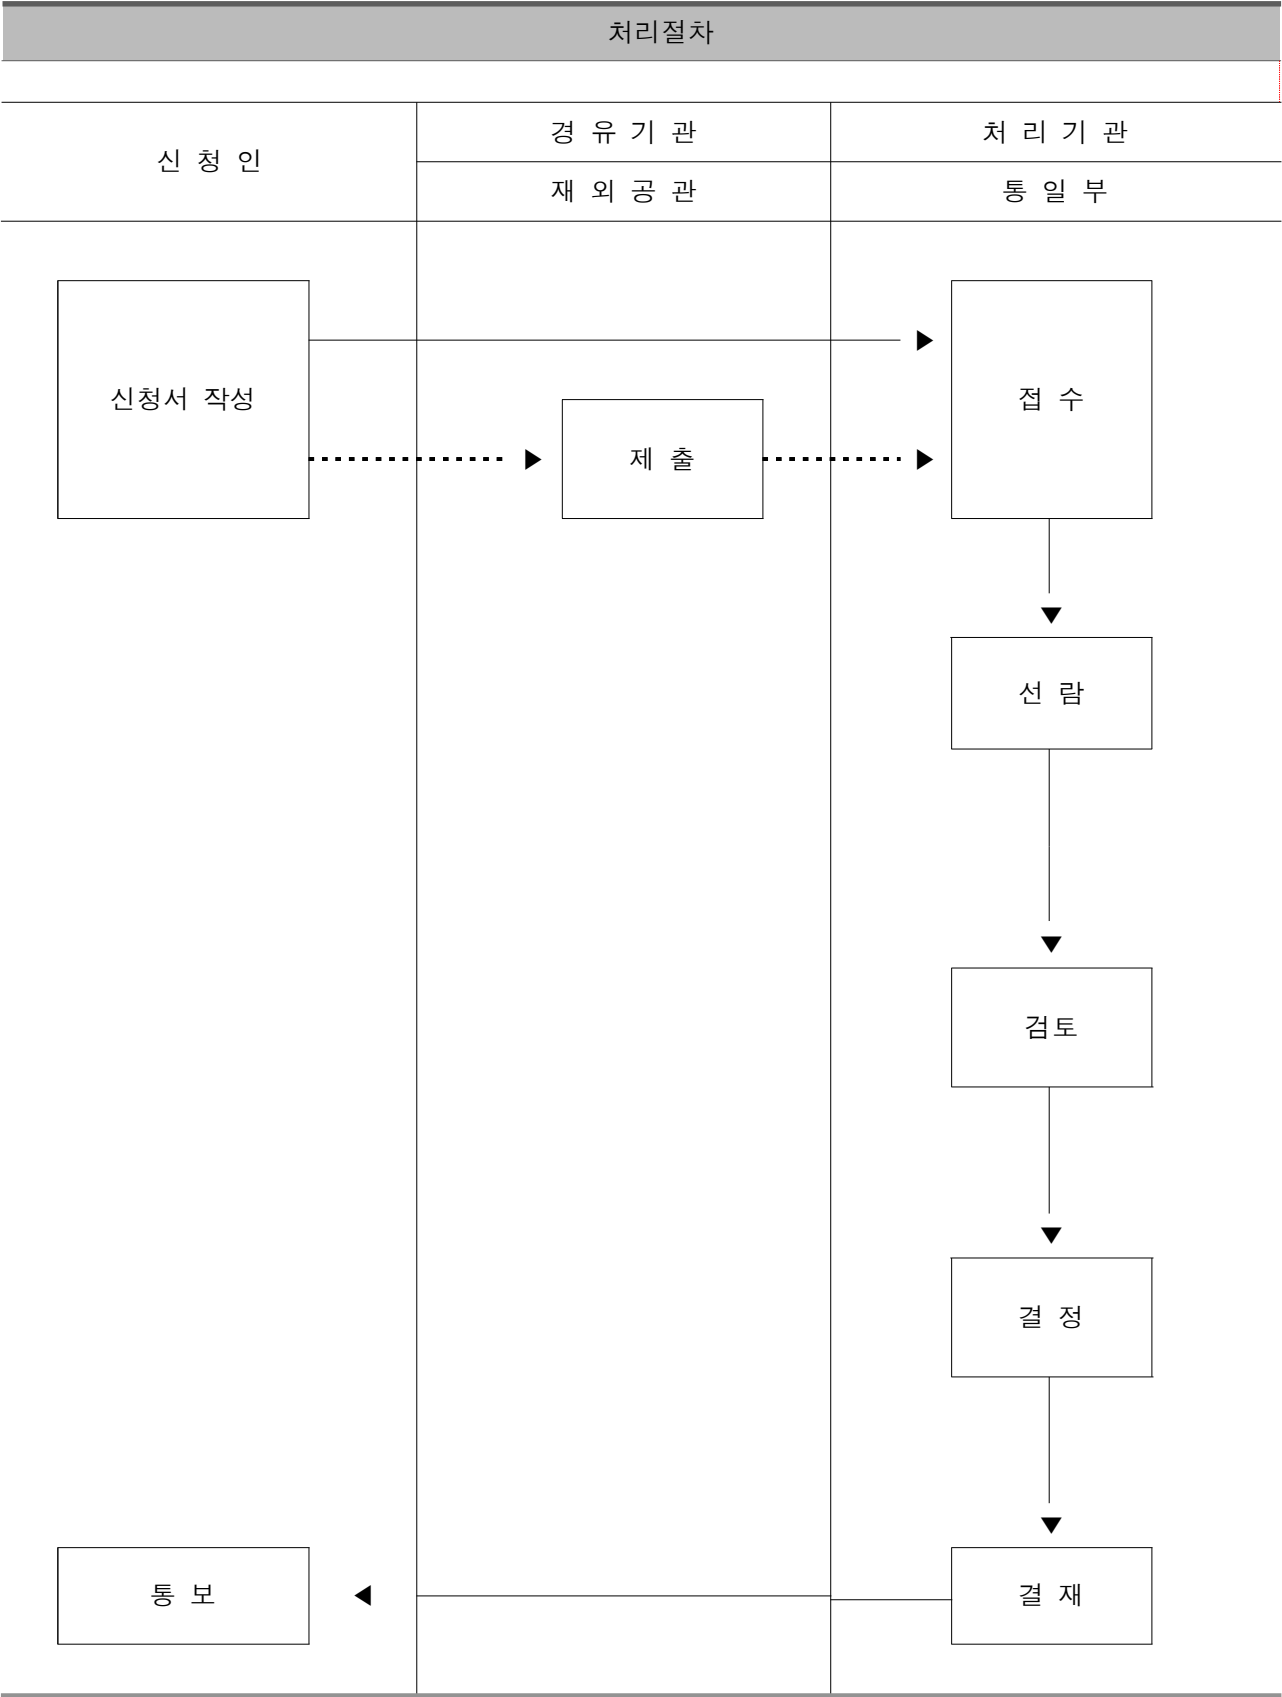 처리절차
신 청 인
경 유 기 관
처 리 기 관
재 외 공 관
통 일 부
신청서 작성
접 수
제 출
선 람
검토
결 정
통 보
결 재